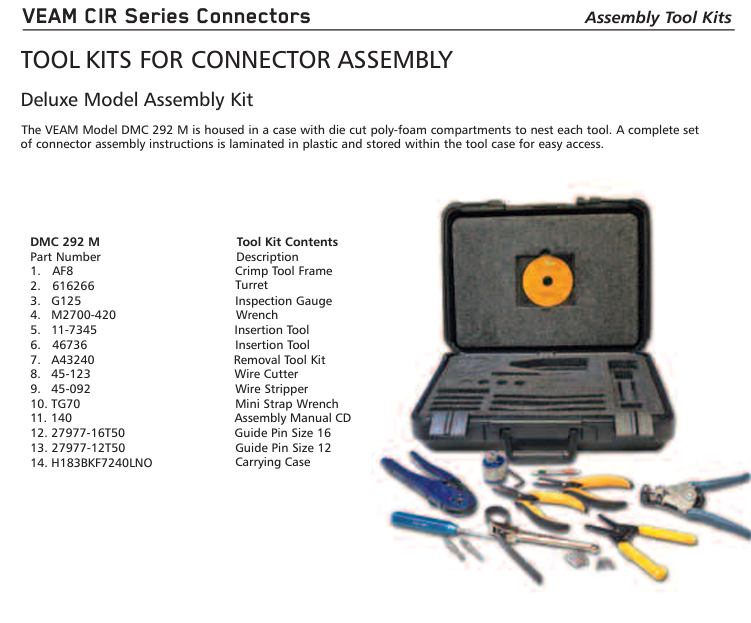 VEAM CIR Series Connectors
Assembly Tool Kits
TOOL KITS FOR CONNECTOR ASSEMBLY
Deluxe Model Assembly Kit
The VEAM Model DMC 292 M is housed in a case with die cut poly-foam compartments to nest each tool. A complete set
of connector assembly instructions is laminated in plastic and stored within the tool case for easy access.
DMC 292 M Tool Kit Contents
Part Number Description
1. AF8 Crimp Tool Frame
2. 616266 Turret
3. G125 Inspection Gauge
4. M2700-420 Wrench
5. 11-7345 Insertion Tool
6. 46736 Insertion Tool
7. A43240 Removal Tool Kit
8. 45-123 Wire Cutter
9. 45-092 Wire Stripper
10. TG70 Mini Strap Wrench
11. 140 Assembly Manual CD
12. 27977-16T50 Guide Pin Size 16
13. 27977-12T50 Guide Pin Size 12
14. H183BKF7240LNO Carrying Case